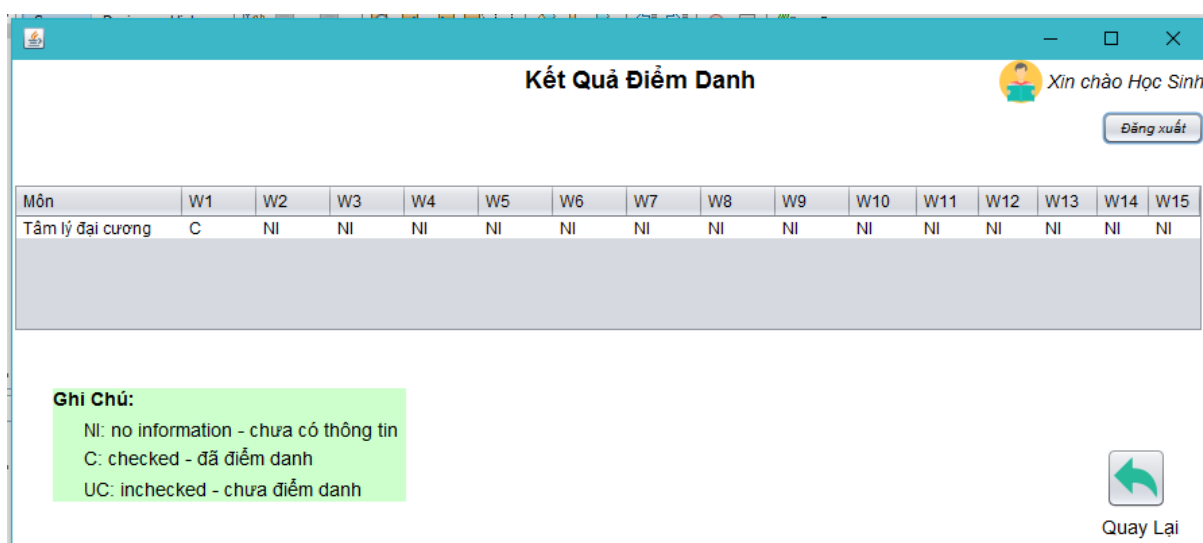 Kết Quả Điểm Danh
Xin chào Học Sinh
Đăng xuất
Môn W1 W2 W3 W4 W5 W6 W7 W8 W9 W10 W11 W12 W13 W14 W15
Tâm lý đại cương C NI NI NI NI NI NI NI NI NI NI NI NI NI NI
Ghi Chú:
NI: no information - chưa có thông tin
C: checked - đã điểm danh
UC: inchecked - chưa điểm danh
Quay Lại